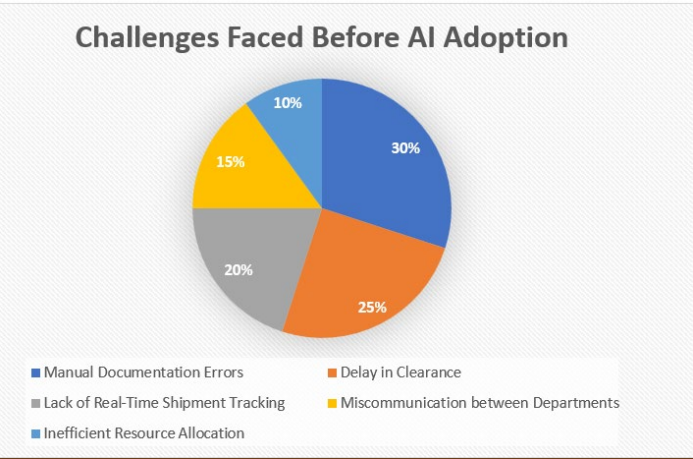 Challenges Faced Before AI Adoption
10%
30%
15%
20%
25%
Manual Documentation Errors
Delay in Clearance
Lack of Real-Time Shipment Tracking
Miscommunication between Departments
Inefficient Resource Allocation